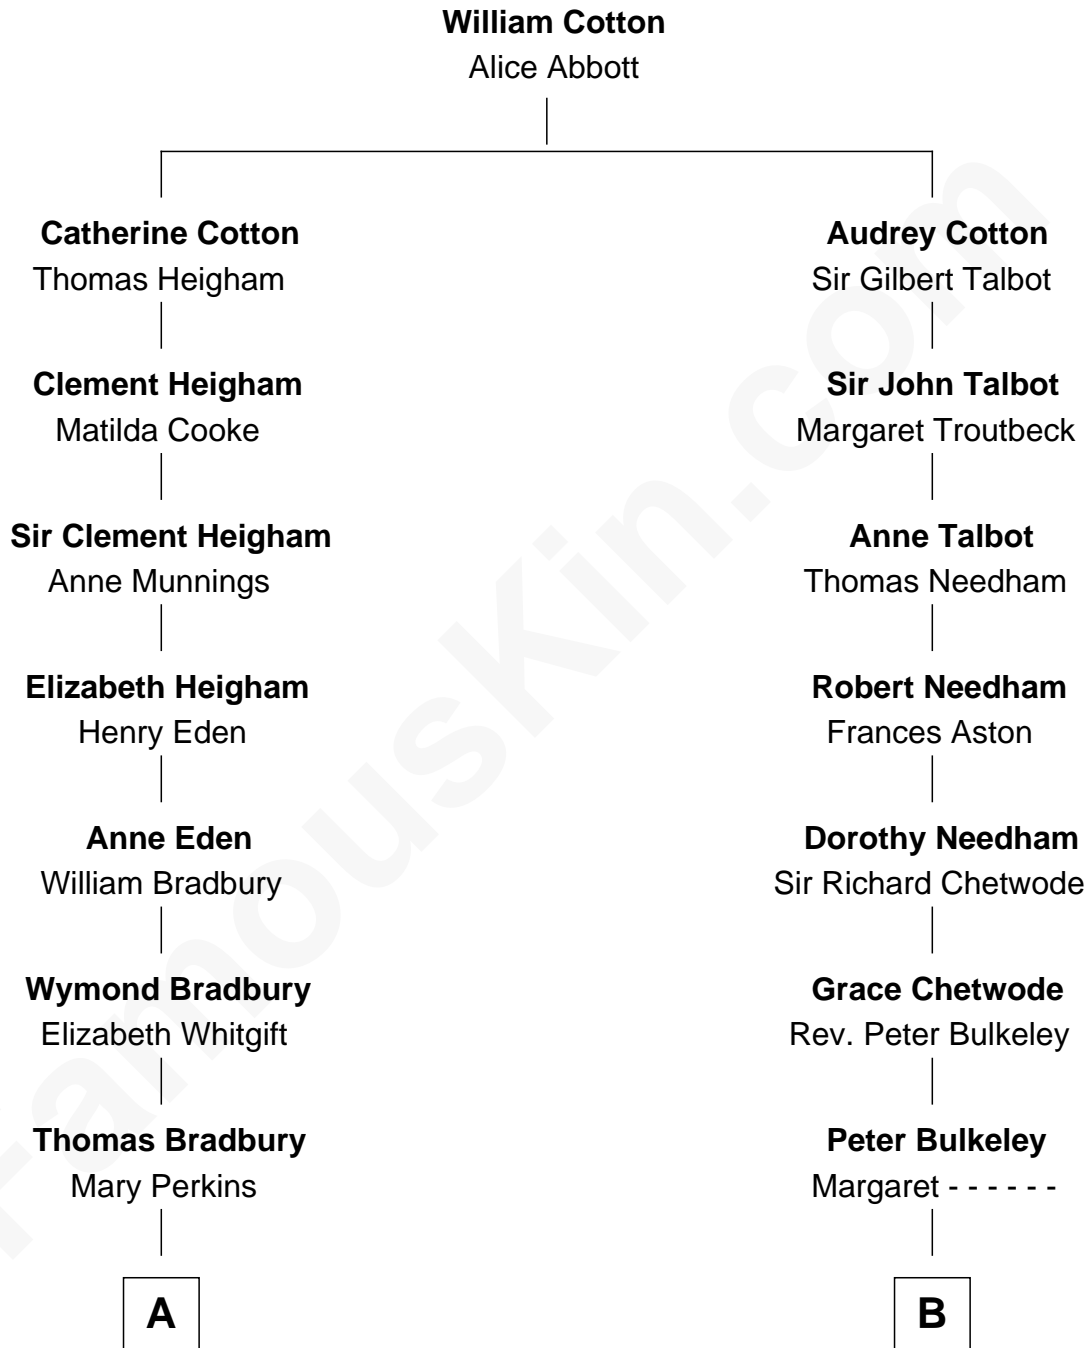 William Cotton
Alice Abbott
Catherine Cotton
Thomas Heigham
Audrey Cotton
Sir Gilbert Talbot
Clement Heigham
Matilda Cooke
Sir John Talbot
Margaret Troutbeck
Sir Clement Heigham
Anne Munnings
Anne Talbot
Thomas Needham
Elizabeth Heigham
Henry Eden
Robert Needham
Frances Aston
Anne Eden
William Bradbury
Dorothy Needham
Sir Richard Chetwode
Wymond Bradbury
Elizabeth Whitgift
Grace Chetwode
Rev. Peter Bulkeley
Thomas Bradbury
Mary Perkins
Peter Bulkeley
Margaret - - - - - -
A
B
FamousKin.com